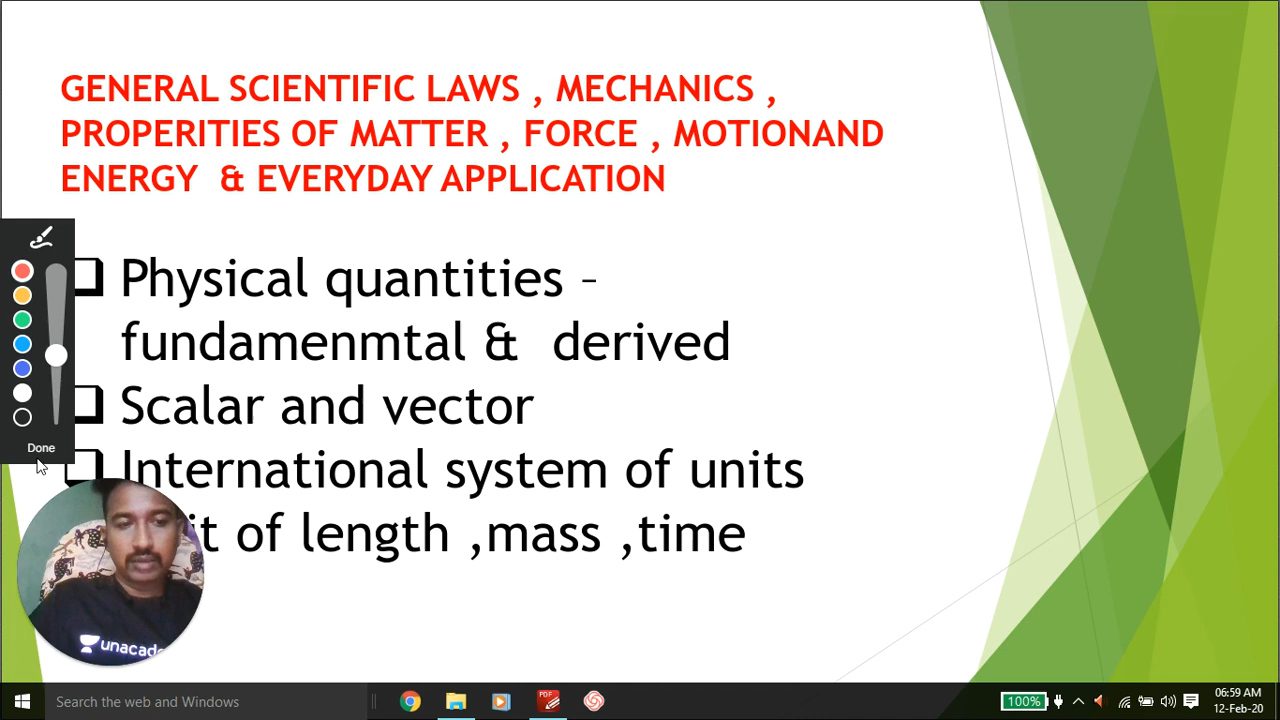 GENERAL SCIENTIFIC LAWS , MECHANICS ,
PROPERITIES OF MATTER , FORCE , MOTIONAND
ENERGY & EVERYDAY APPLICATION
Physical quantities –
fundamenmtal & derived
Scalar and vector
International system of units
it of length ,mass ,time
Done
unacade
Search the web and Windows
PDF
100%
06:59 AM
12-Feb-20